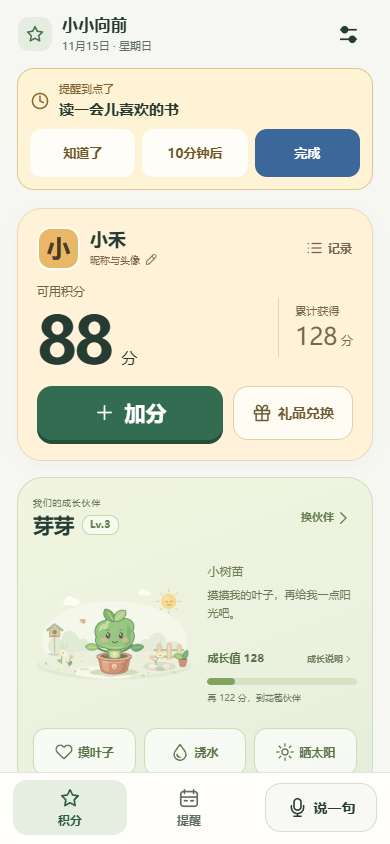 小小向前
11月15日 · 星期日
提醒到点了
读一会儿喜欢的书
知道了
10分钟后
完成
小
小禾
昵称与头像
记录
可用积分
88 分
累计获得
128 分
＋ 加分
礼品兑换
我们的成长伙伴
芽芽 Lv.3
换伙伴
小树苗
摸摸我的叶子，再给我一点阳
光吧。
成长值 128
成长说明
再 122 分，到花苞伙伴
摸叶子
浇水
晒太阳
积分
提醒
说一句